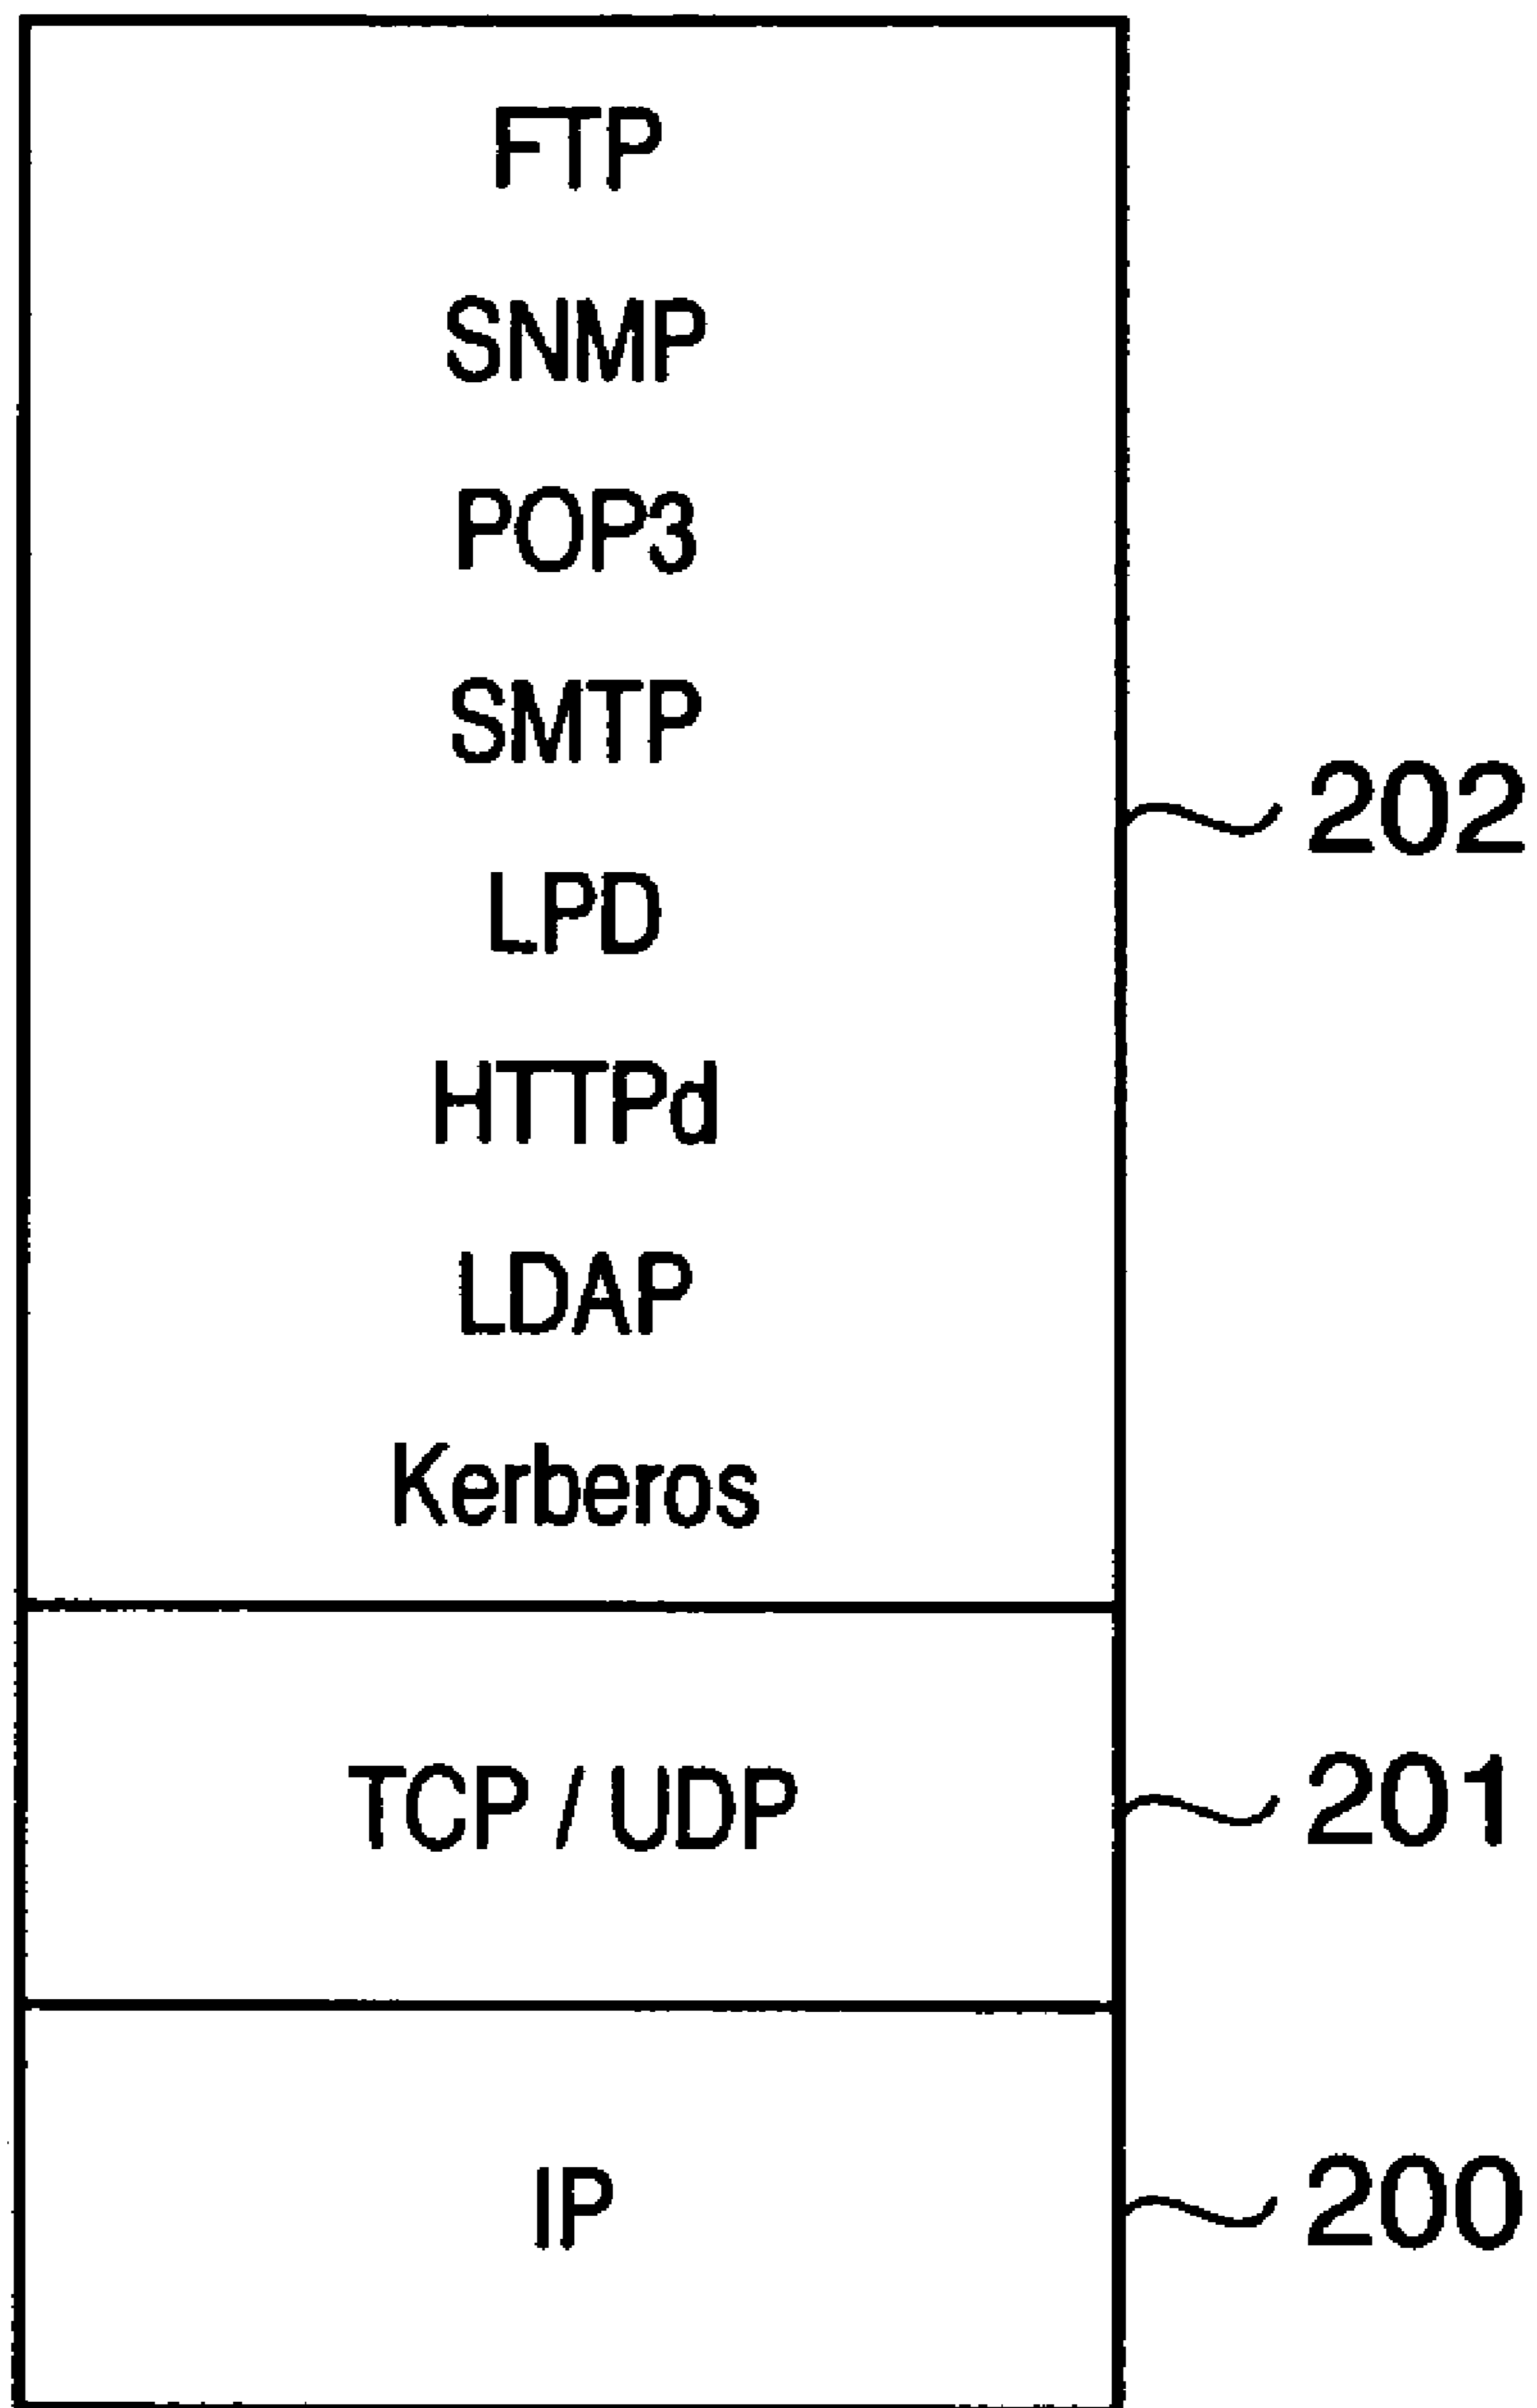 FTP
SNMP
POP3
SMTP
202
LPD
HTTPd
LDAP
Kerberos
TCP / UDP
201
IP
200